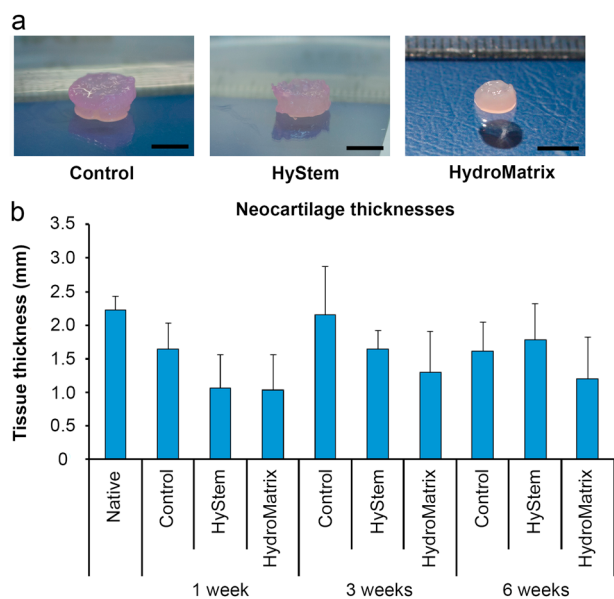 a
Control
HyStem
HydroMatrix
b
Neocartilage thicknesses
Tissue thickness (mm)
3.5
3.0
2.5
2.0
1.5
1.0
0.5
0
Native
Control
HyStem
HydroMatrix
Control
HyStem
HydroMatrix
Control
HyStem
HydroMatrix
1 week
3 weeks
6 weeks